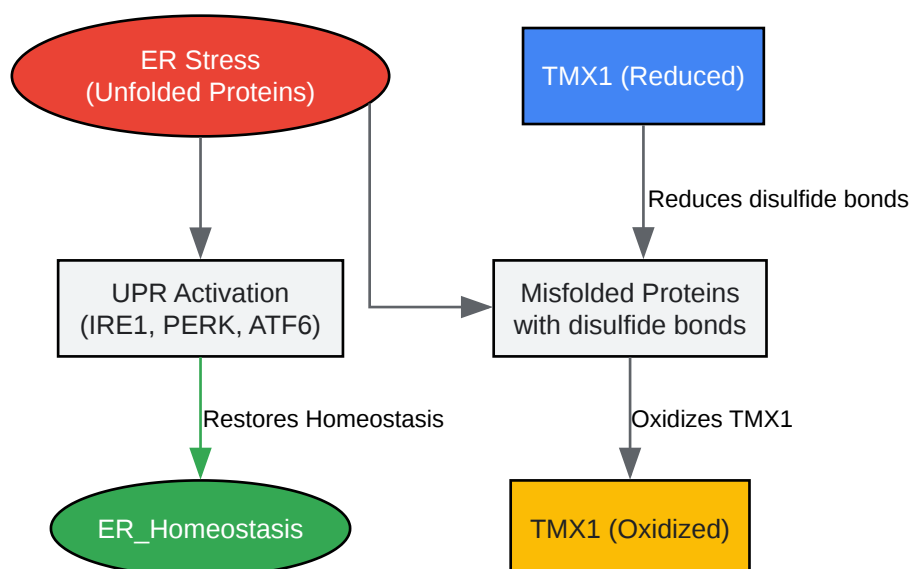 ER Stress
(Unfolded Proteins)
TMX1 (Reduced)
Reduces disulfide bonds
UPR Activation
(IRE1, PERK, ATF6)
Misfolded Proteins
with disulfide bonds
Restores Homeostasis
Oxidizes TMX1
ER_Homeostasis
TMX1 (Oxidized)